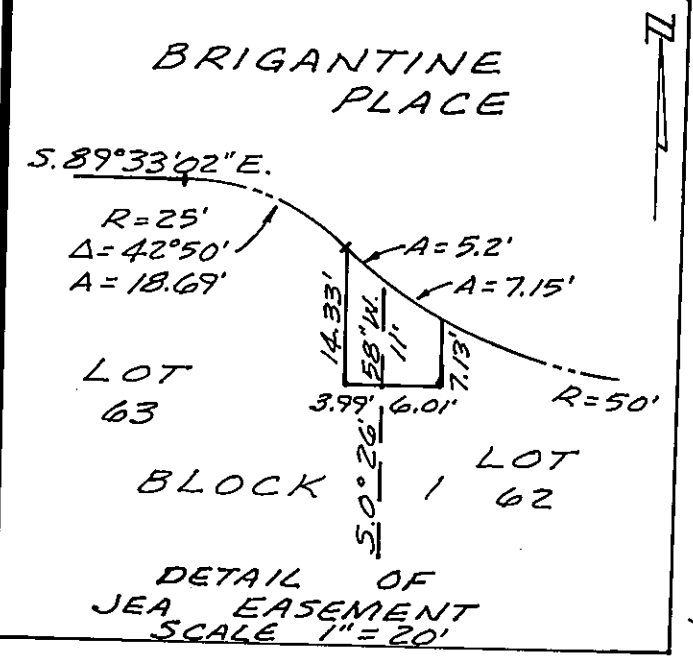 BRIGANTINE
PLACE
S. 89°33'02" E.
R=25'
Δ=42°50'
A=18.69'
A=5.2'
A=7.15'
14.33'
S. 0° 26' 58" W.
11'
7.13'
3.99' 6.01'
R=50'
LOT
63
LOT
62
BLOCK 1
DETAIL OF
JEA EASEMENT
SCALE 1"=20'